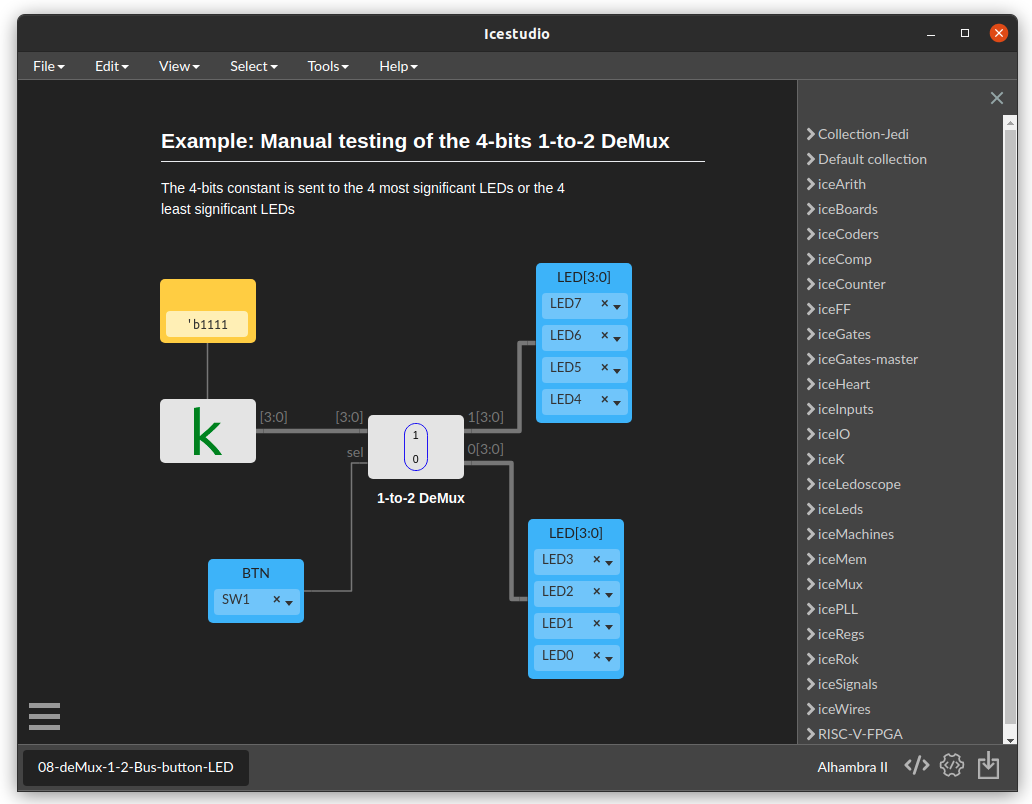 Icestudio
File Edit View Select Tools Help
Example: Manual testing of the 4-bits 1-to-2 DeMux
The 4-bits constant is sent to the 4 most significant LEDs or the 4
least significant LEDs
'b1111
k
[3:0]
[3:0]
sel
1
0
1[3:0]
0[3:0]
1-to-2 DeMux
LED[3:0]
LED7
LED6
LED5
LED4
BTN
SW1
LED[3:0]
LED3
LED2
LED1
LED0
Collection-Jedi
Default collection
iceArith
iceBoards
iceCoders
iceComp
iceCounter
iceFF
iceGates
iceGates-master
iceHeart
iceInputs
iceIO
iceK
iceLedoscope
iceLeds
iceMachines
iceMem
iceMux
icePLL
iceRegs
iceRok
iceSignals
iceWires
RISC-V-FPGA
08-deMux-1-2-Bus-button-LED
Alhambra II